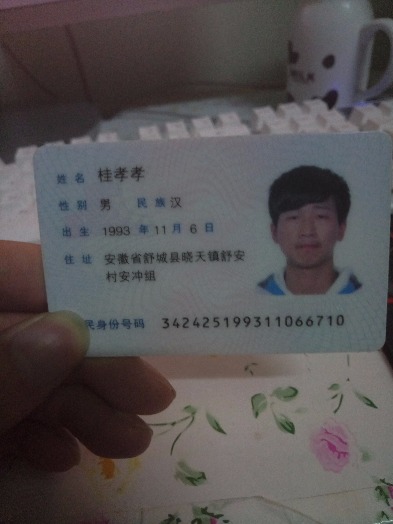 姓名 桂孝孝
性别 男 民族 汉
出生 1993 年 11 月 6 日
住址 安徽省舒城县晓天镇舒安
村安冲组
民身份号码 342425199311066710